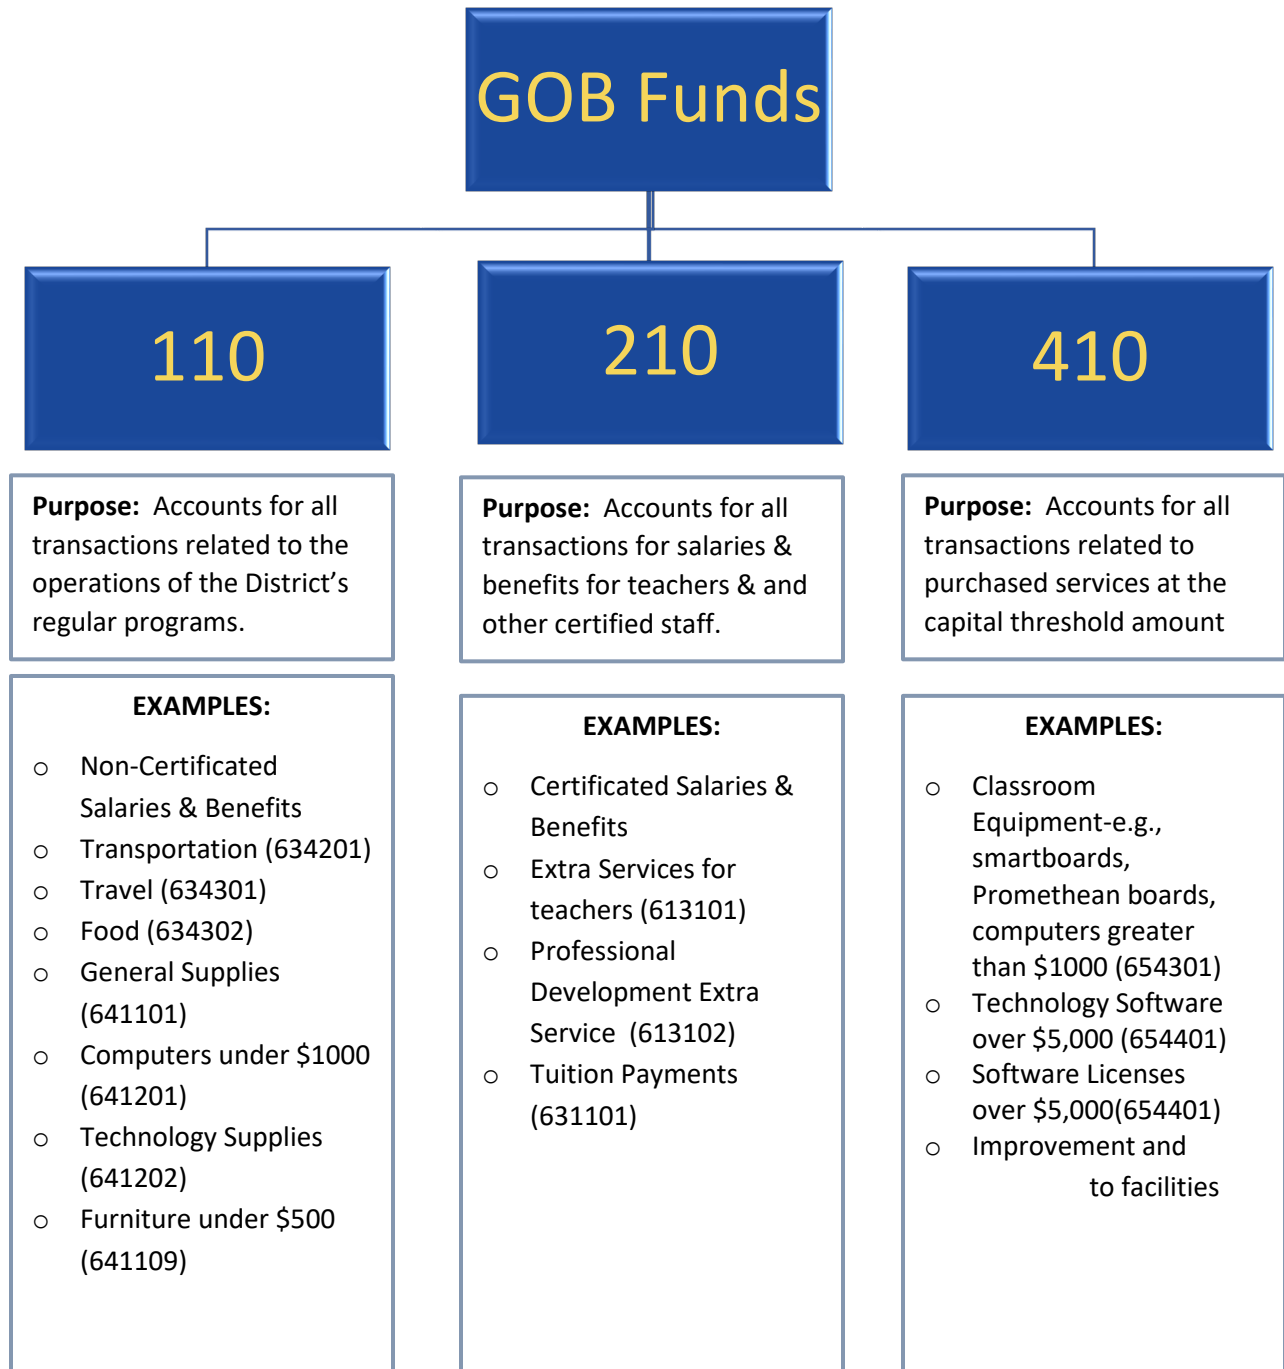 GOB Funds
110
210
410
Purpose: Accounts for all
transactions related to the
operations of the District’s
regular programs.
Purpose: Accounts for all
transactions for salaries &
benefits for teachers & and
other certified staff.
Purpose: Accounts for all
transactions related to
purchased services at the
capital threshold amount
EXAMPLES:
o Non-Certificated
Salaries & Benefits
o Transportation (634201)
o Travel (634301)
o Food (634302)
o General Supplies
(641101)
o Computers under $1000
(641201)
o Technology Supplies
(641202)
o Furniture under $500
(641109)
EXAMPLES:
o Certificated Salaries &
Benefits
o Extra Services for
teachers (613101)
o Professional
Development Extra
Service (613102)
o Tuition Payments
(631101)
EXAMPLES:
o Classroom
Equipment-e.g.,
smartboards,
Promethean boards,
computers greater
than $1000 (654301)
o Technology Software
over $5,000 (654401)
o Software Licenses
over $5,000(654401)
o Improvement and
to facilities